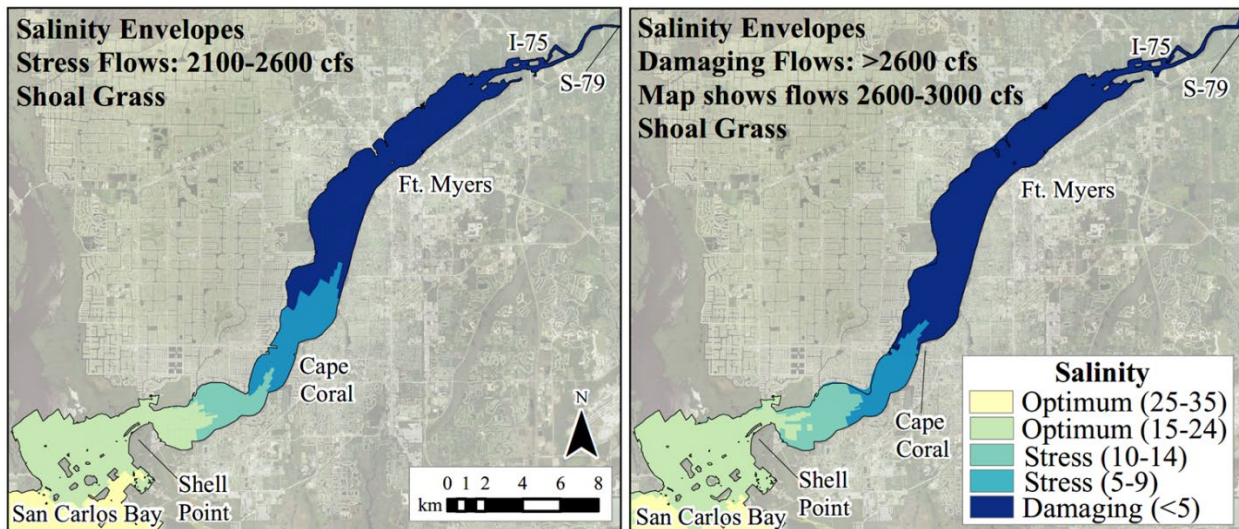 Salinity Envelopes
Stress Flows: 2100-2600 cfs
Shoal Grass
I-75
S-79
Ft. Myers
Cape
Coral
N
Shell
Point
San Carlos Bay
0 1 2 4 6 8
km
Salinity Envelopes
Damaging Flows: >2600 cfs
Map shows flows 2600-3000 cfs
Shoal Grass
I-75
S-79
Ft. Myers
Cape
Coral
Shell
Point
San Carlos Bay
Salinity
Optimum (25-35)
Optimum (15-24)
Stress (10-14)
Stress (5-9)
Damaging (<5)